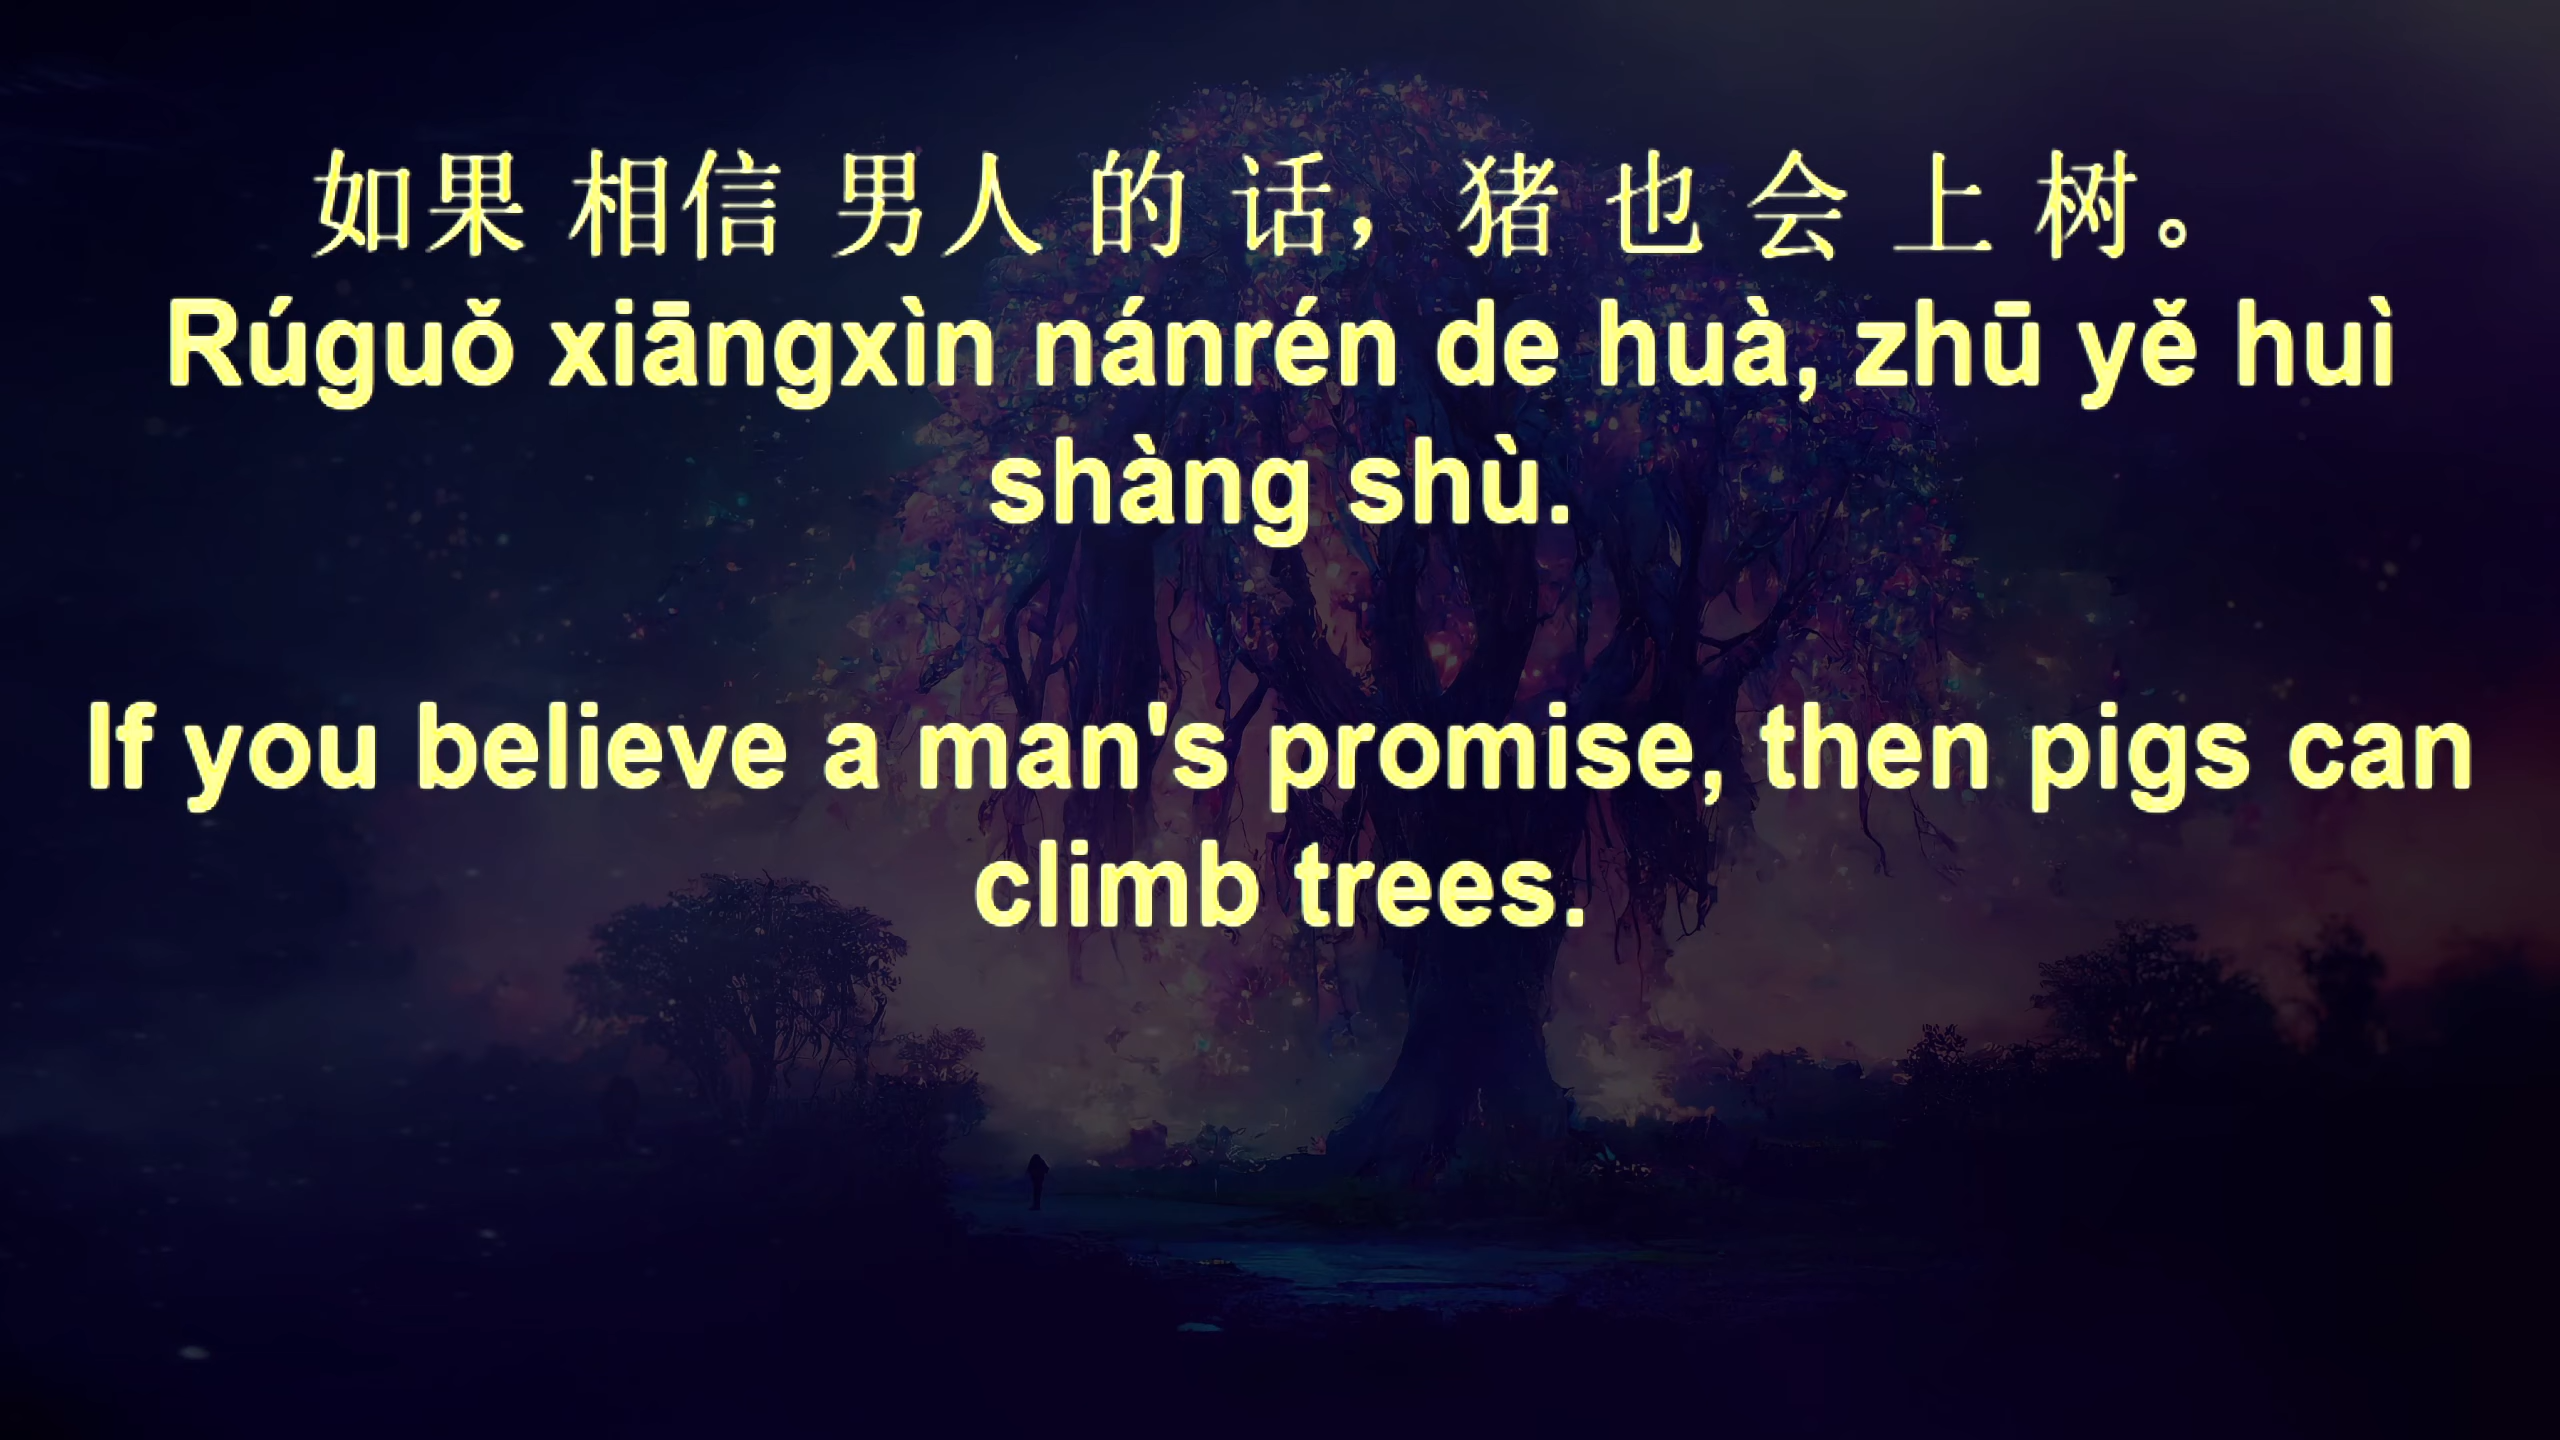 如果 相信 男人 的 话，猪 也 会 上 树。
Rúguǒ xiāngxìn nánrén de huà, zhū yě huì
shàng shù.
If you believe a man's promise, then pigs can
climb trees.